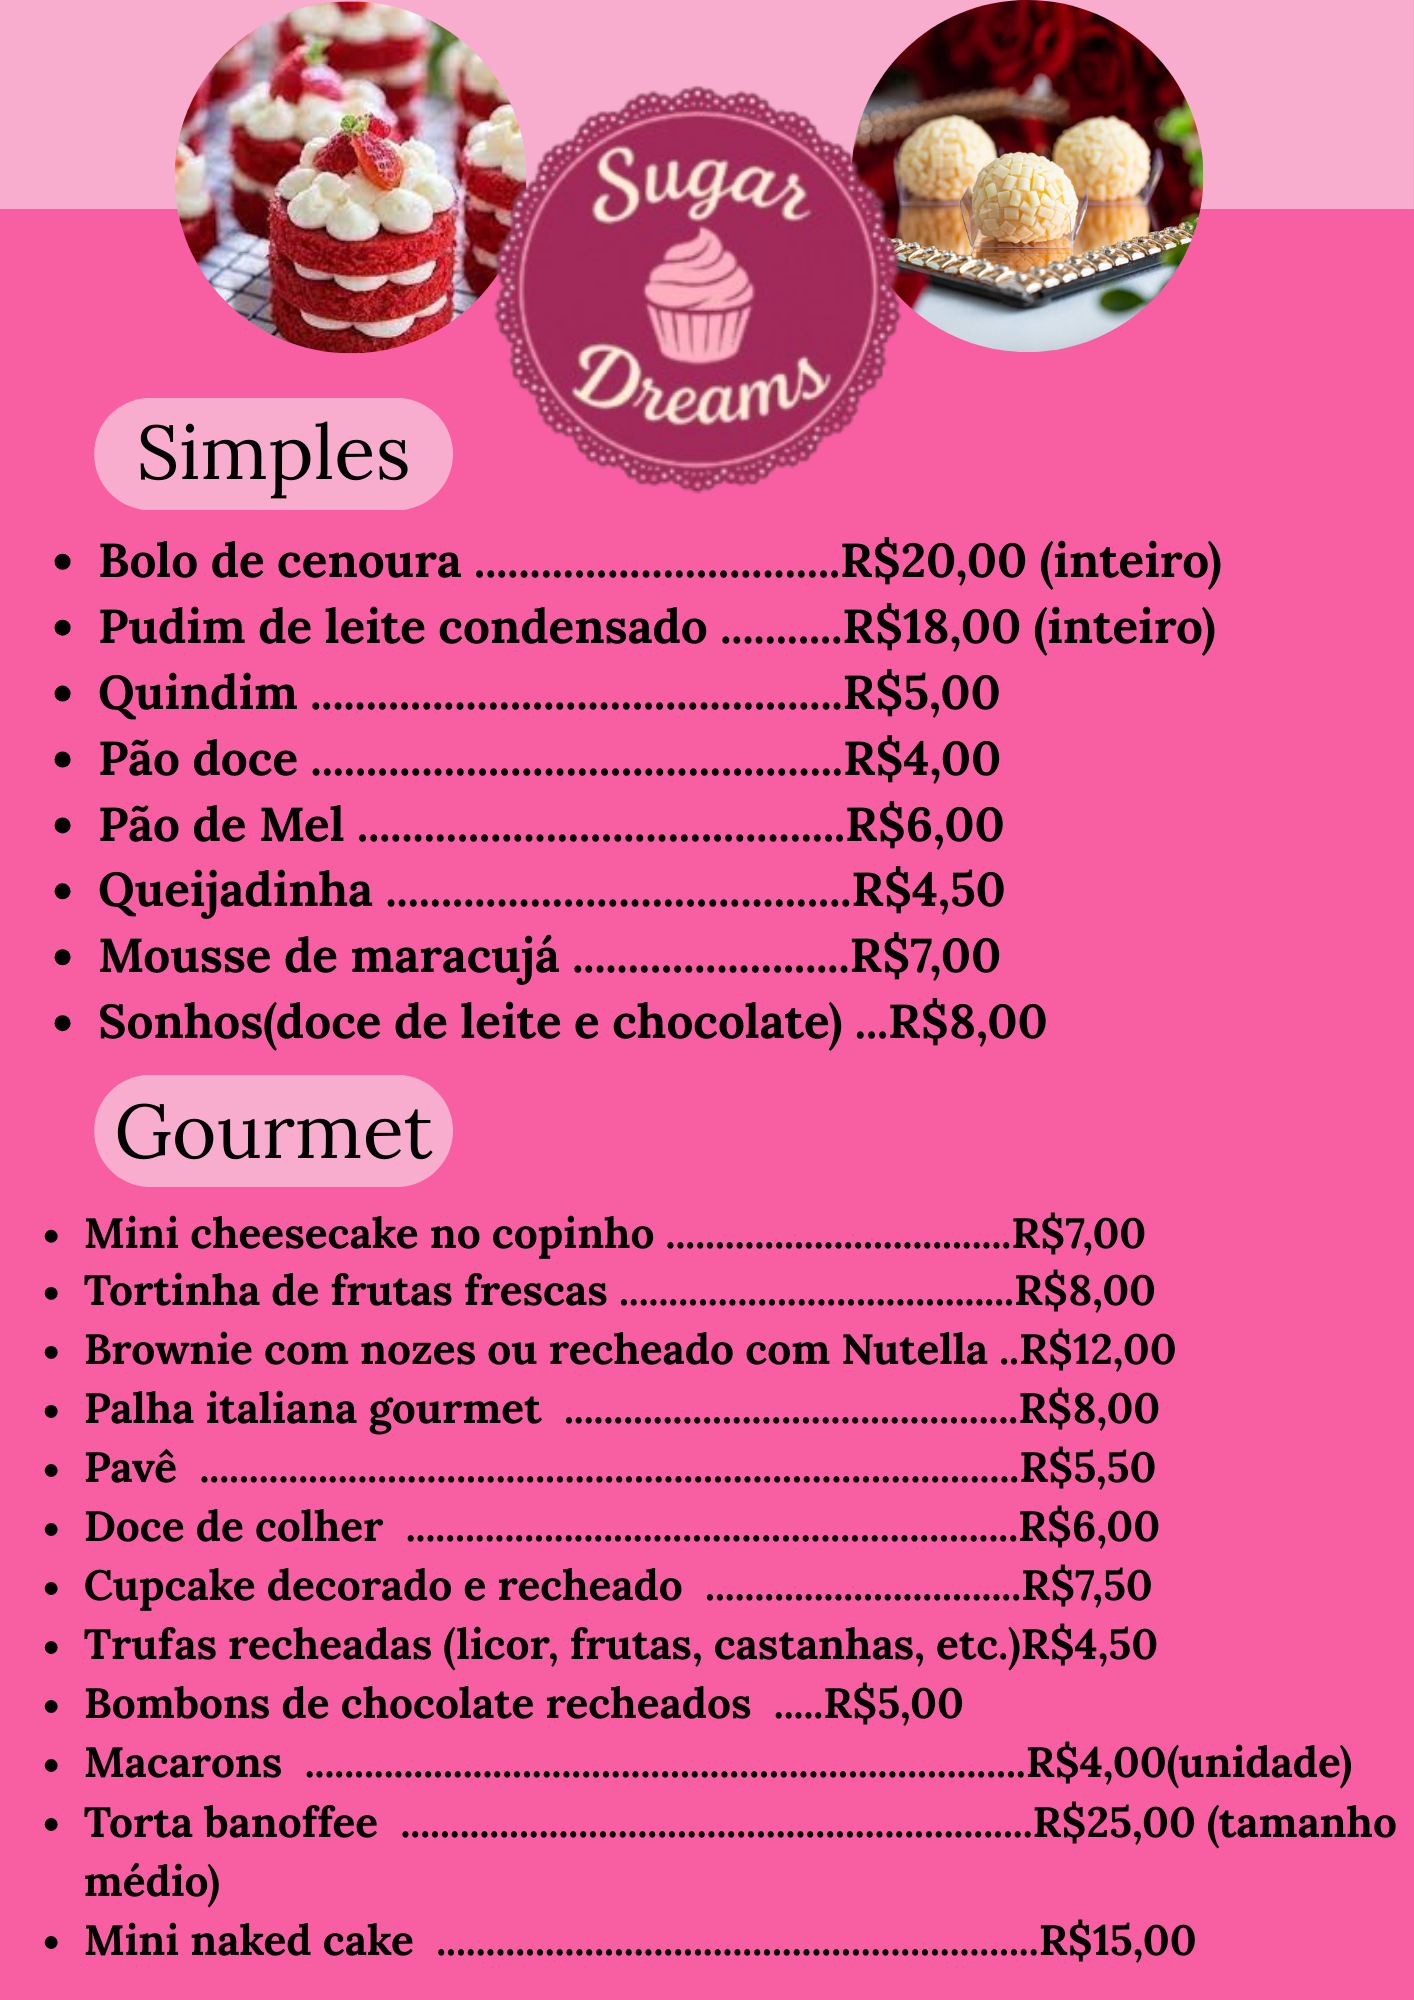 Sugar
Dreams
Simples
• Bolo de cenoura .................................R$20,00 (inteiro)
• Pudim de leite condensado ...........R$18,00 (inteiro)
• Quindim ................................................R$5,00
• Pão doce ................................................R$4,00
• Pão de Mel ............................................R$6,00
• Queijadinha ..........................................R$4,50
• Mousse de maracujá .........................R$7,00
• Sonhos(doce de leite e chocolate) ...R$8,00
Gourmet
• Mini cheesecake no copinho ...................................R$7,00
• Tortinha de frutas frescas ........................................R$8,00
• Brownie com nozes ou recheado com Nutella ..R$12,00
• Palha italiana gourmet ..............................................R$8,00
• Pavê ...................................................................................R$5,50
• Doce de colher ..............................................................R$6,00
• Cupcake decorado e recheado ................................R$7,50
• Trufas recheadas (licor, frutas, castanhas, etc.)R$4,50
• Bombons de chocolate recheados .....R$5,00
• Macarons .........................................................................R$4,00(unidade)
• Torta banoffee ................................................................R$25,00 (tamanho
médio)
• Mini naked cake .............................................................R$15,00